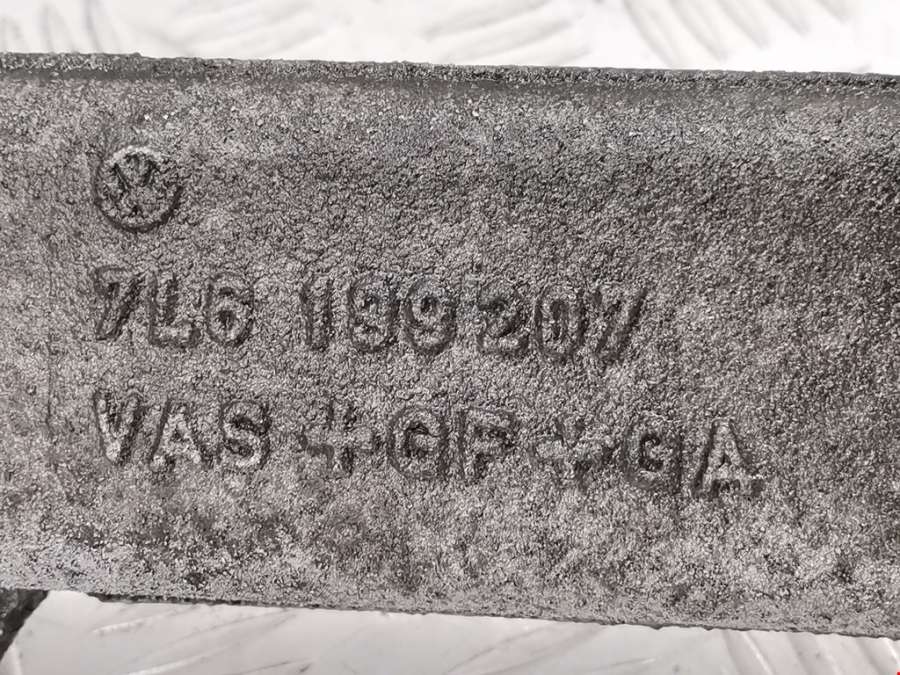 7L6 199 207
VAS +GF+ GA